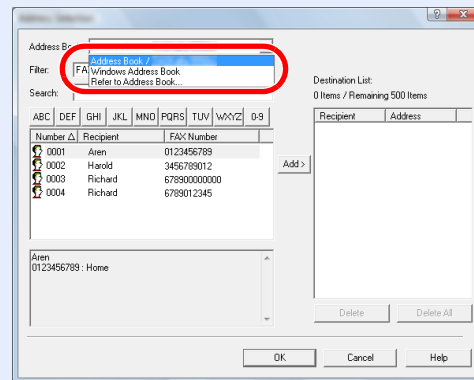 Address Bo
Address Book /
Windows Address Book
Refer to Address Book...
Filter: FA
Search:
ABC DEF GHI JKL MNO PQRS TUV WXYZ 0-9
Number Recipient FAX Number
0001 Aren 0123456789
0002 Harold 3456789012
0003 Richard 678900000000
0004 Richard 6789012345
Aren
0123456789 : Home
Add >
Destination List:
0 Items / Remaining 500 Items
Recipient Address
Delete Delete All
OK Cancel Help